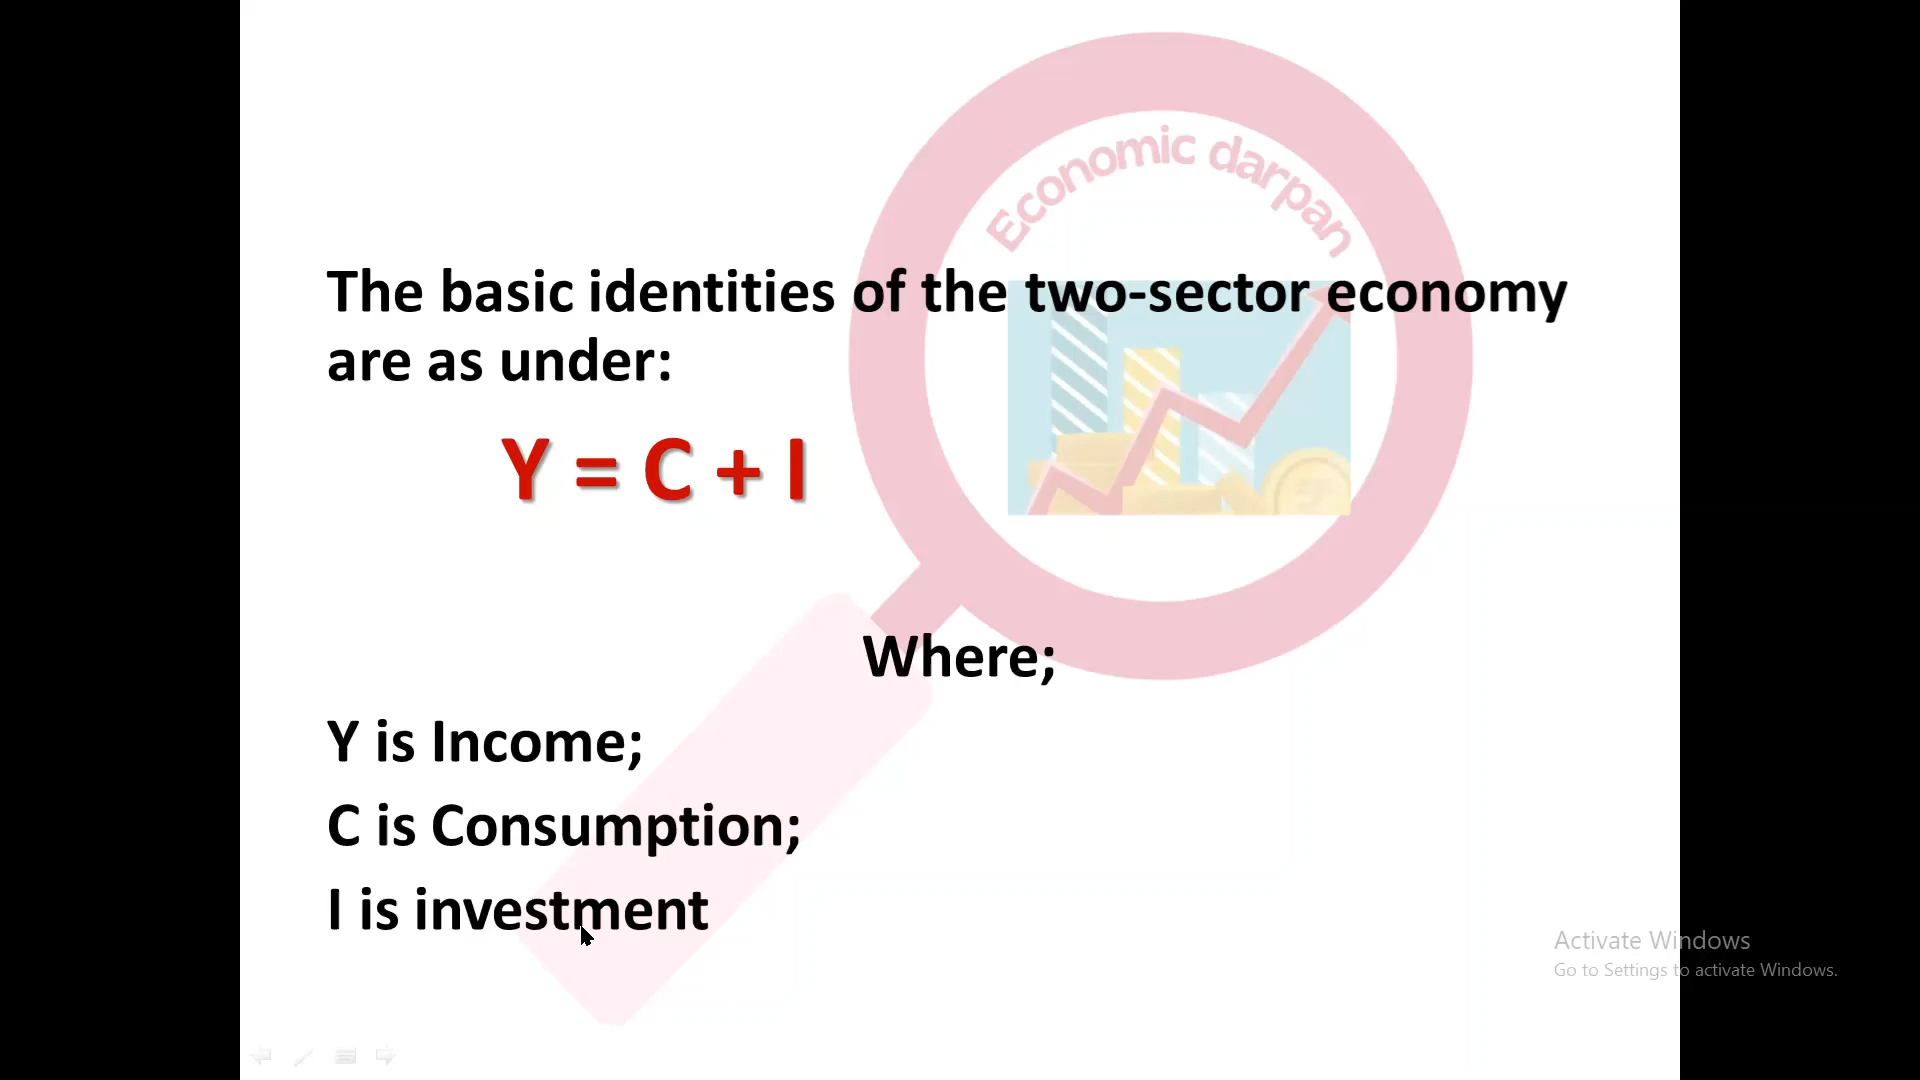 Economic darpan
The basic identities of the two-sector economy
are as under:
Y = C + I
Where;
Y is Income;
C is Consumption;
I is investment
Activate Windows
Go to Settings to activate Windows.